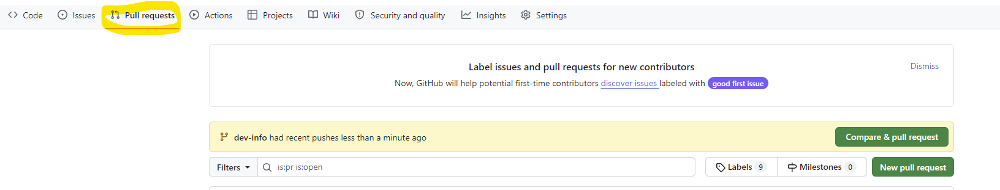 Code Issues Pull requests Actions Projects Wiki Security and quality Insights Settings
Label issues and pull requests for new contributors
Dismiss
Now, GitHub will help potential first-time contributors discover issues labeled with good first issue
dev-info had recent pushes less than a minute ago
Compare & pull request
Filters is:pr is:open Labels 9 Milestones 0 New pull request